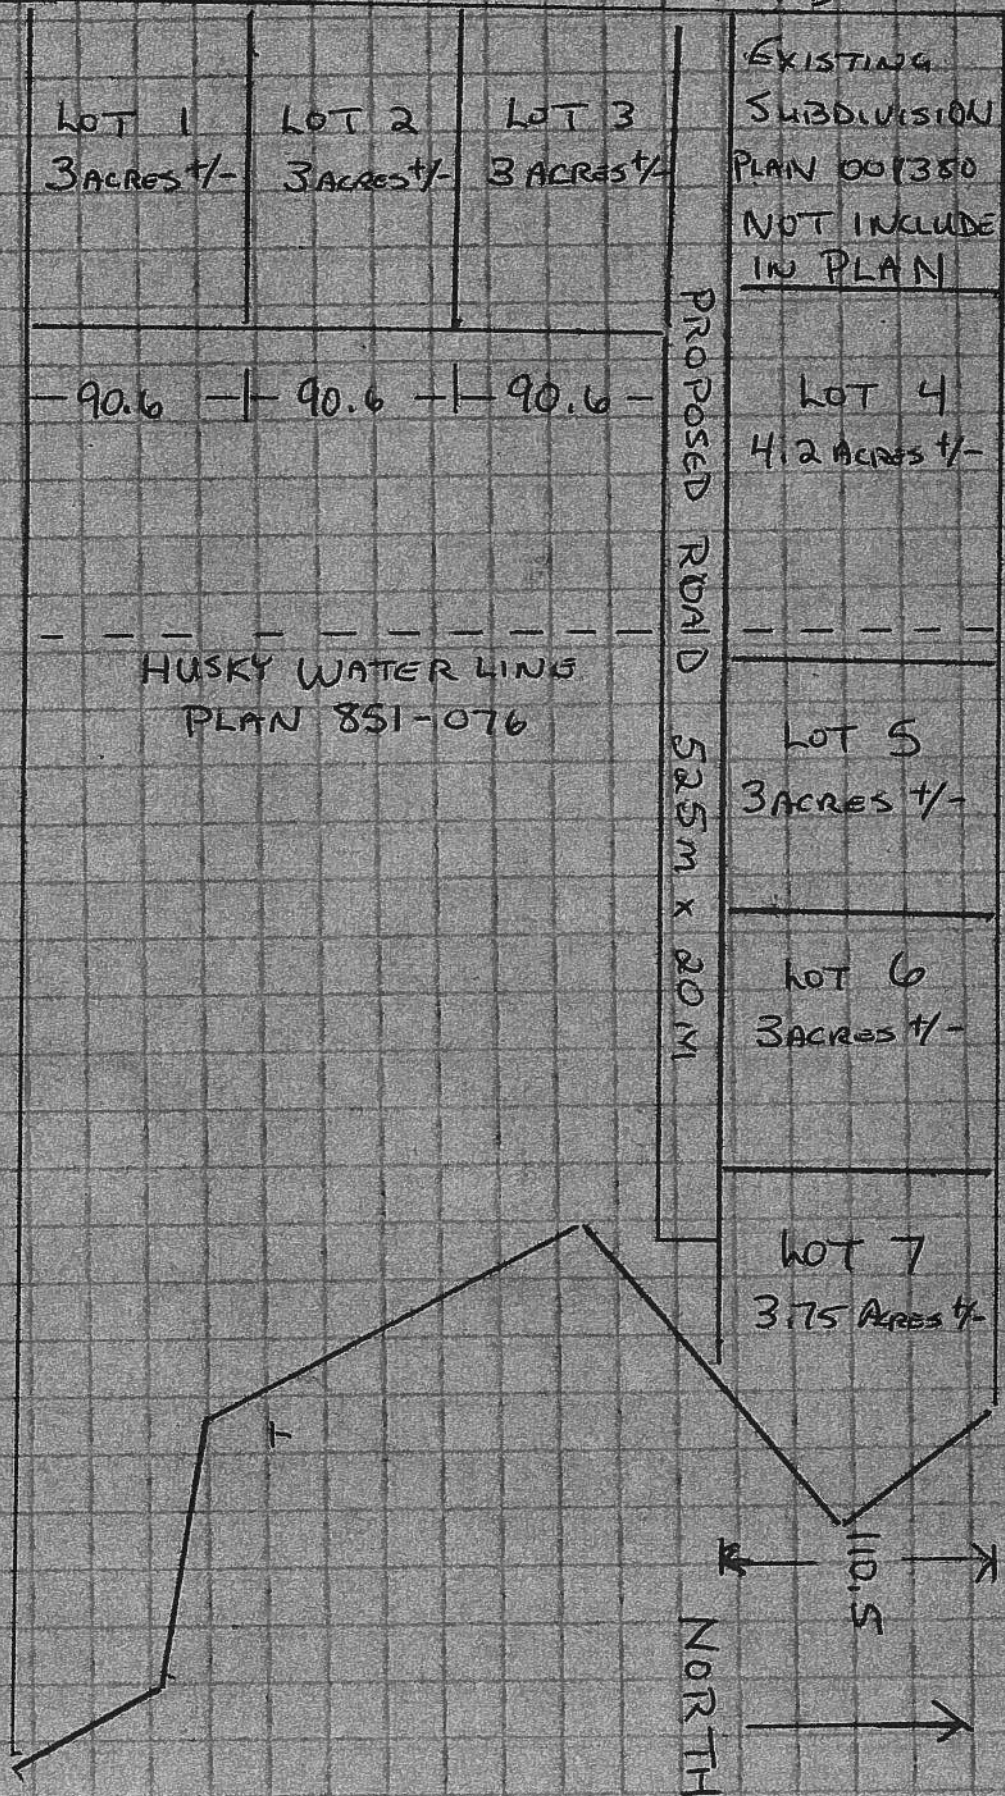 LOT 1
3 ACRES +/-
LOT 2
3 ACRES +/-
LOT 3
3 ACRES +/-
EXISTING
SUBDIVISION
PLAN 001380
NOT INCLUDE
IN PLAN
- 90.6 -|- 90.6 -|- 90.6 -
PROPOSED ROAD 525m x 20 M
LOT 4
4.2 ACRES +/-
HUSKY WATER LINE
PLAN 851-076
LOT 5
3 ACRES +/-
LOT 6
3 ACRES +/-
LOT 7
3.75 ACRES +/-
110.5
NORTH